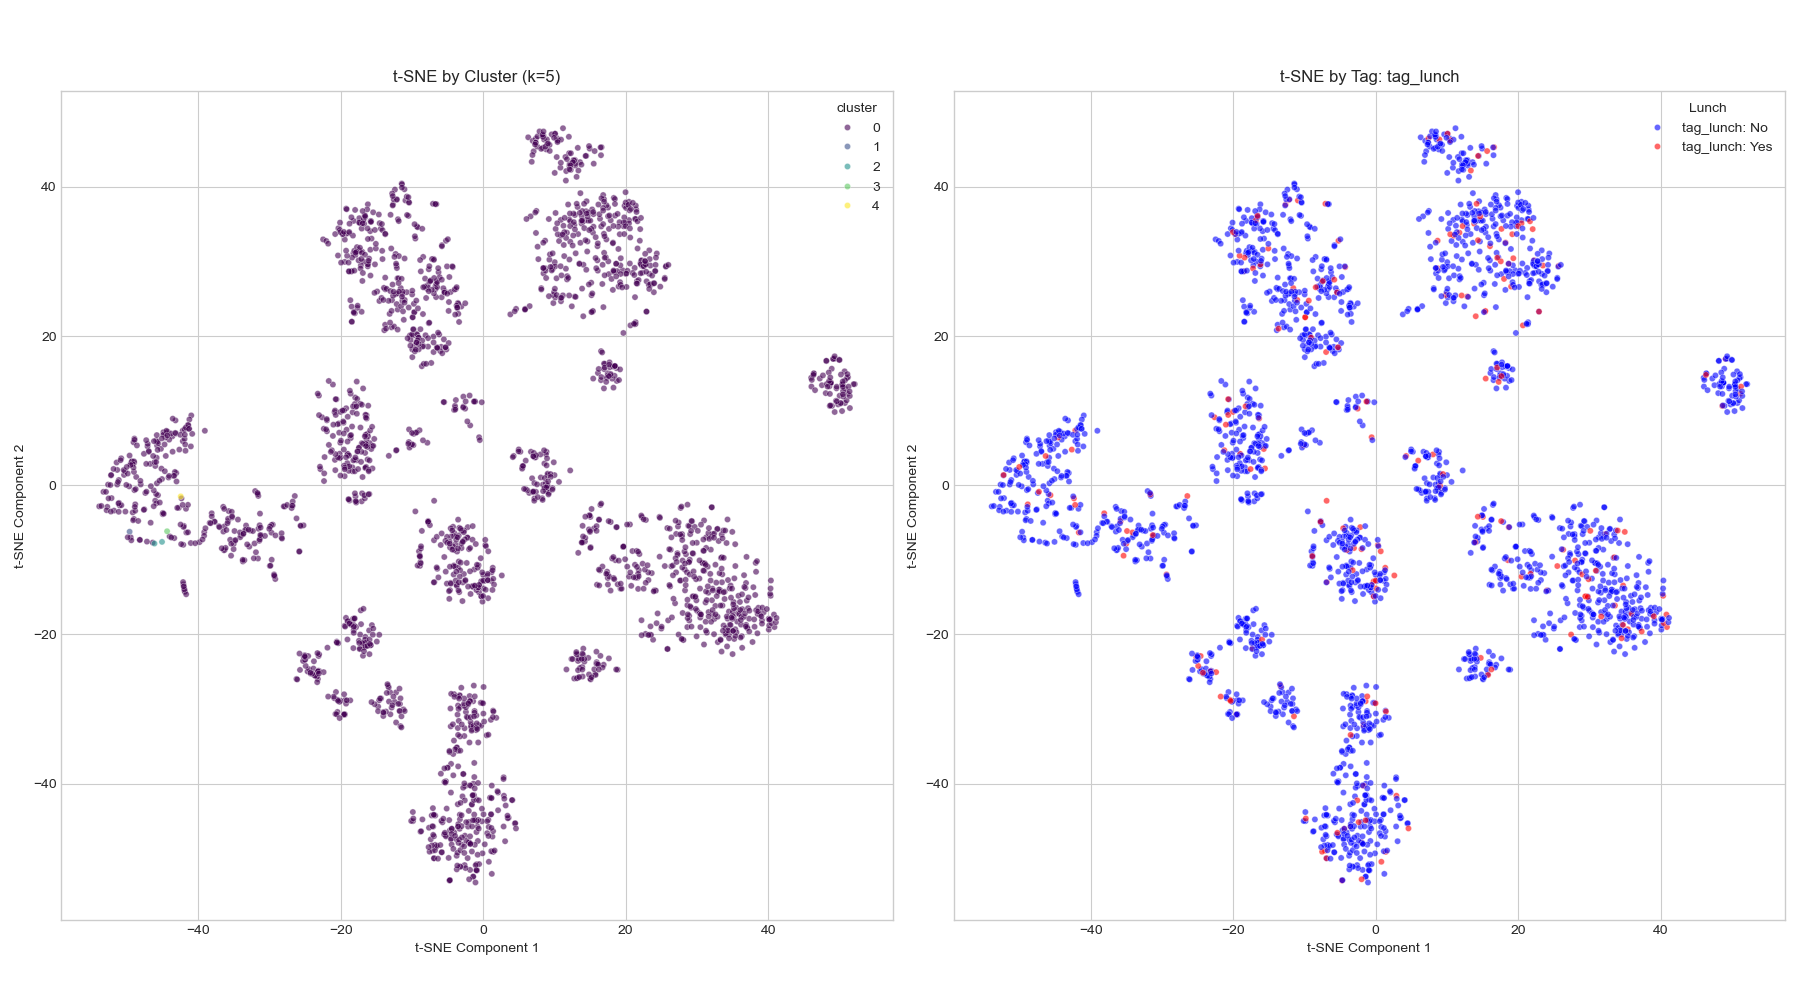 t-SNE by Cluster (k=5)
cluster
0
1
2
3
4
40
20
0
−20
−40
−40
−20
0
20
40
t-SNE Component 1
t-SNE Component 2
t-SNE by Tag: tag_lunch
Lunch
tag_lunch: No
tag_lunch: Yes
40
20
0
−20
−40
−40
−20
0
20
40
t-SNE Component 1
t-SNE Component 2